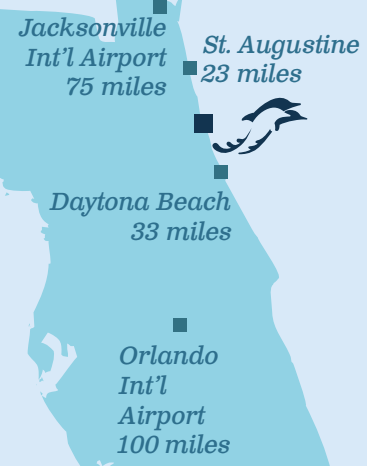 Jacksonville
Int'l Airport
75 miles
St. Augustine
23 miles
Daytona Beach
33 miles
Orlando
Int'l
Airport
100 miles